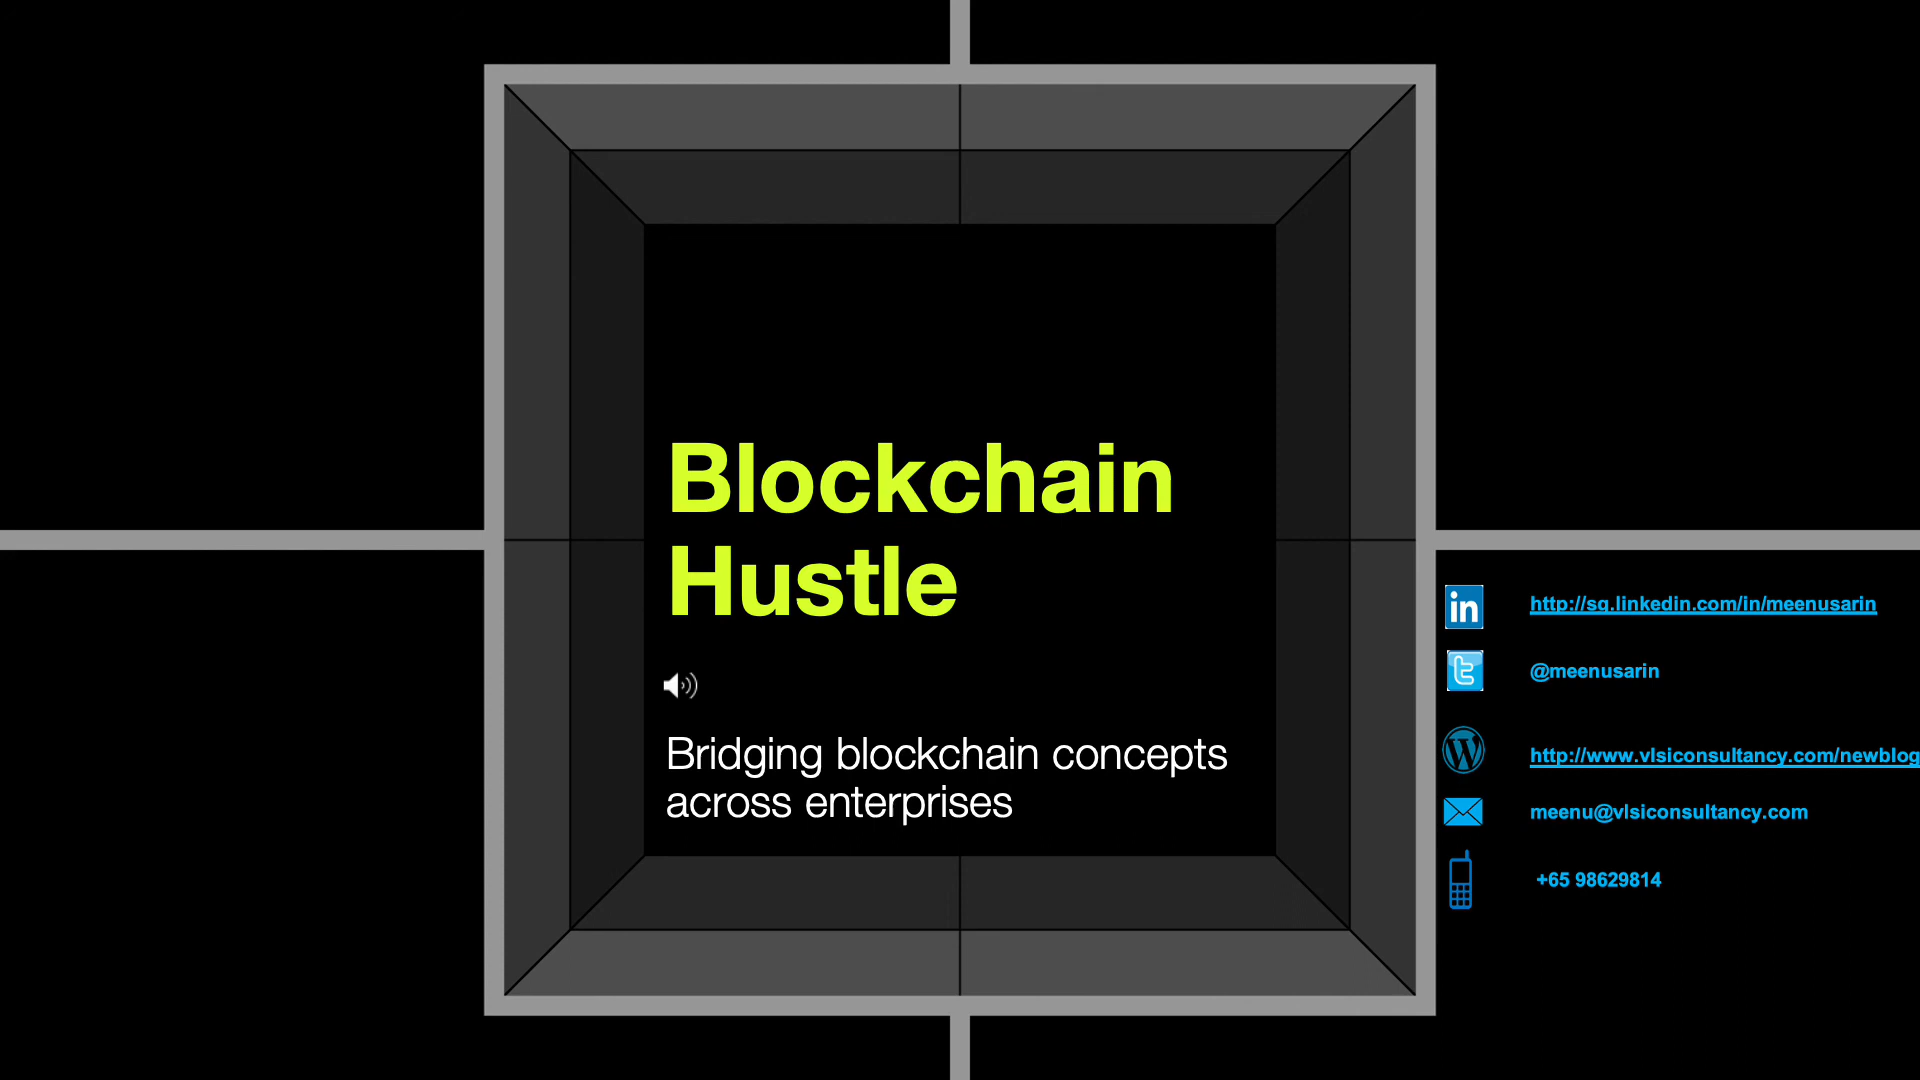 Blockchain
Hustle
Bridging blockchain concepts
across enterprises
in
http://sg.linkedin.com/in/meenusarin
t
@meenusarin
W
http://www.vlsiconsultancy.com/newblog
meenu@vlsiconsultancy.com
+65 98629814